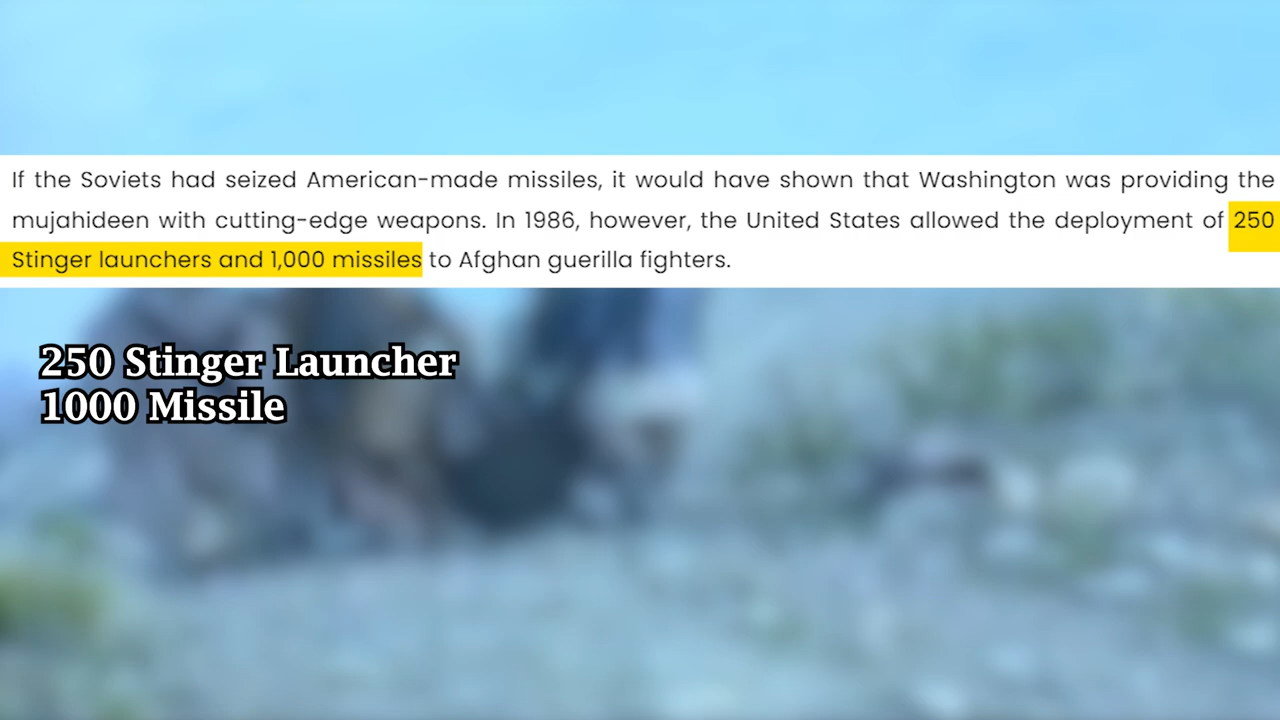 If the Soviets had seized American-made missiles, it would have shown that Washington was providing the
mujahideen with cutting-edge weapons. In 1986, however, the United States allowed the deployment of 250
Stinger launchers and 1,000 missiles to Afghan guerilla fighters.
250 Stinger Launcher
1000 Missile